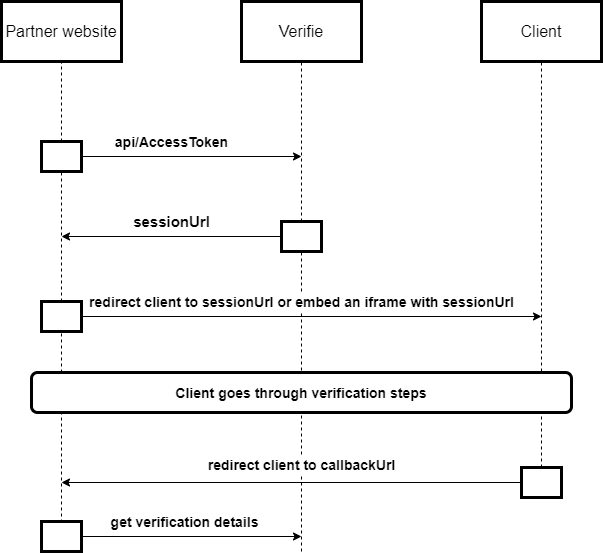 Partner website
Verifie
Client
api/AccessToken
sessionUrl
redirect client to sessionUrl or embed an iframe with sessionUrl
Client goes through verification steps
redirect client to callbackUrl
get verification details